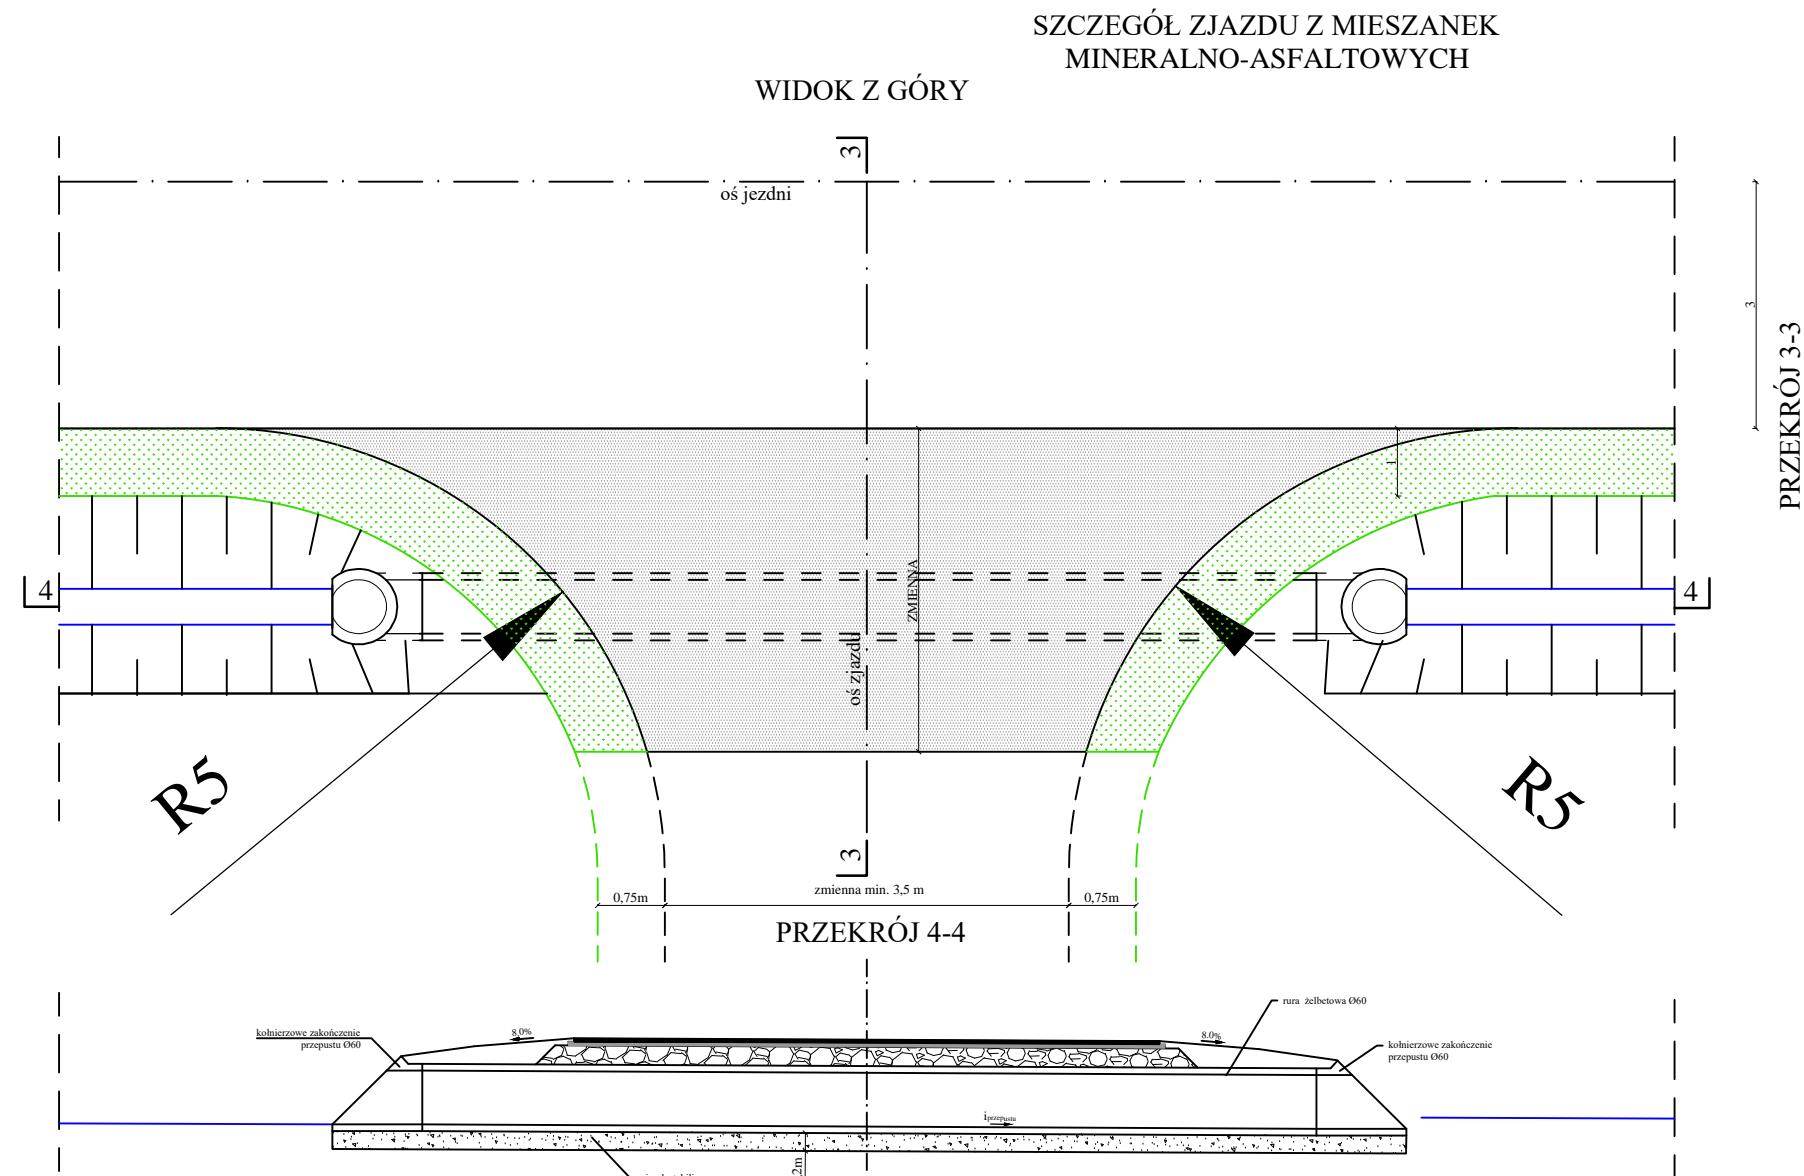 SZCZEGÓŁ ZJAZDU Z MIESZANEK
MINERALNO-ASFALTOWYCH
WIDOK Z GÓRY
3
oś jezdni
3
PRZEKRÓJ 3-3
1
4
ZMIENNA
4
oś zjazdu
R5
R5
3
0,75m
zmienna min. 3,5 m
0,75m
PRZEKRÓJ 4-4
rura żelbetowa Ø60
kołnierzowe zakończenie
przepustu Ø60
8.0%
8.0%
kołnierzowe zakończenie
przepustu Ø60
iprzepustu